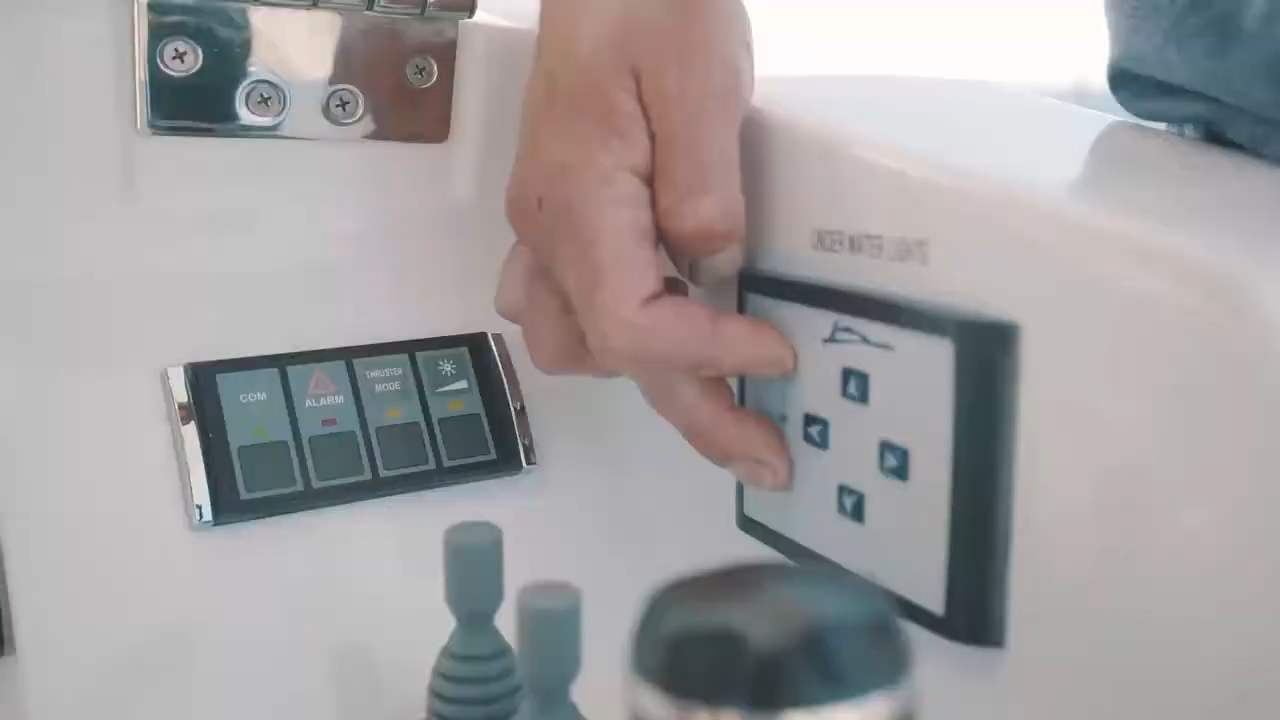 UNDER WATER LIGHTS
COM
ALARM
THRUSTER
MODE